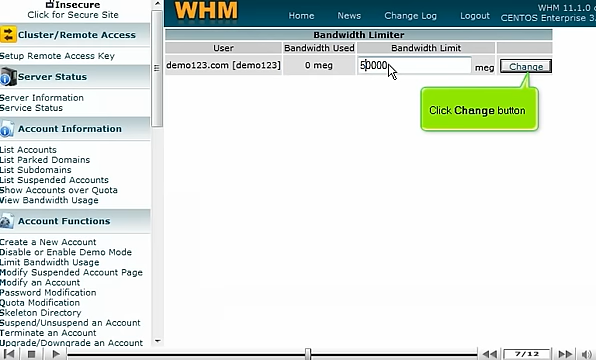 Insecure
Click for Secure Site
WHM
Home News Change Log Logout
WHM 11.1.0
CENTOS Enterprise 3.
Cluster/Remote Access
Setup Remote Access Key
Server Status
Server Information
Service Status
Account Information
List Accounts
List Parked Domains
List Subdomains
List Suspended Accounts
Show Accounts over Quota
View Bandwidth Usage
Account Functions
Create a New Account
Disable or Enable Demo Mode
Limit Bandwidth Usage
Modify Suspended Account Page
Modify an Account
Password Modification
Quota Modification
Skeleton Directory
Suspend/Unsuspend an Account
Terminate an Account
Upgrade/Downgrade an Account
Bandwidth Limiter
User Bandwidth Used Bandwidth Limit
demo123.com [demo123] 0 meg 50000 meg Change
Click Change button
7/12